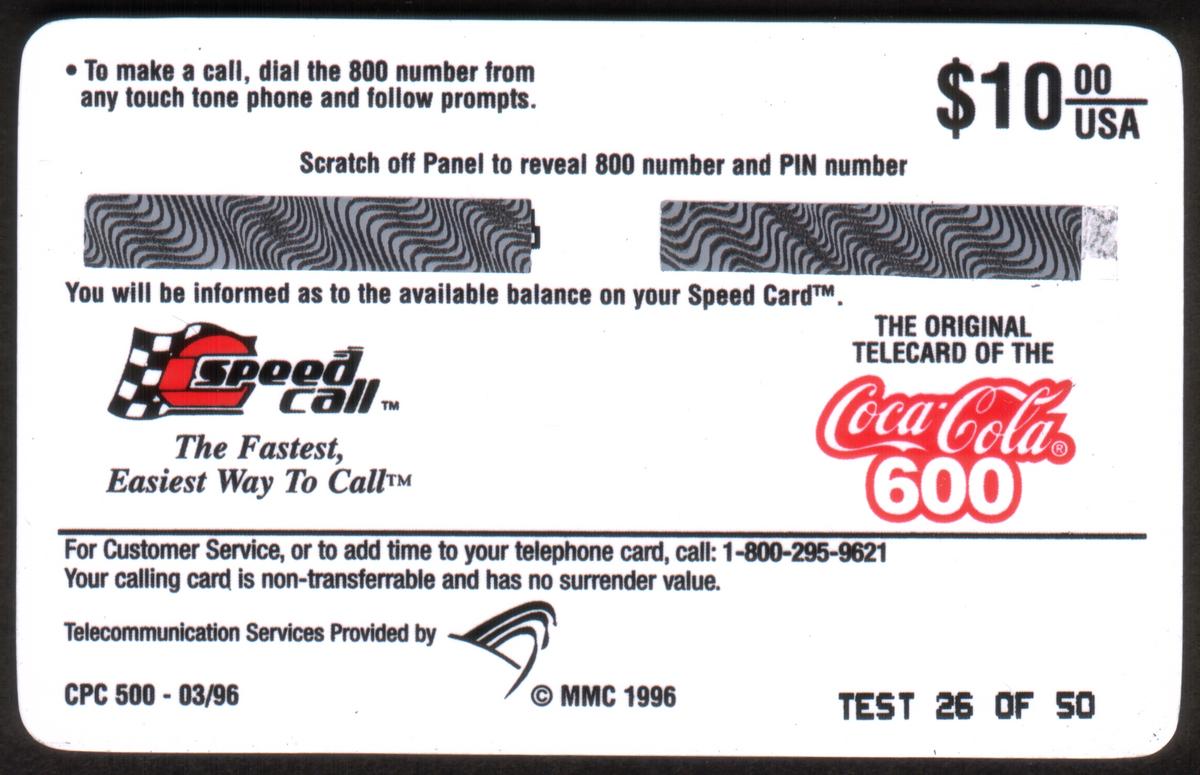 • To make a call, dial the 800 number from
any touch tone phone and follow prompts.
$10 00
USA
Scratch off Panel to reveal 800 number and PIN number
You will be informed as to the available balance on your Speed Card™.
speed
call™
The Fastest,
Easiest Way To Call™
THE ORIGINAL
TELECARD OF THE
Coca-Cola®
600
For Customer Service, or to add time to your telephone card, call: 1-800-295-9621
Your calling card is non-transferrable and has no surrender value.
Telecommunication Services Provided by
CPC 500 - 03/96
© MMC 1996
TEST 26 OF 50